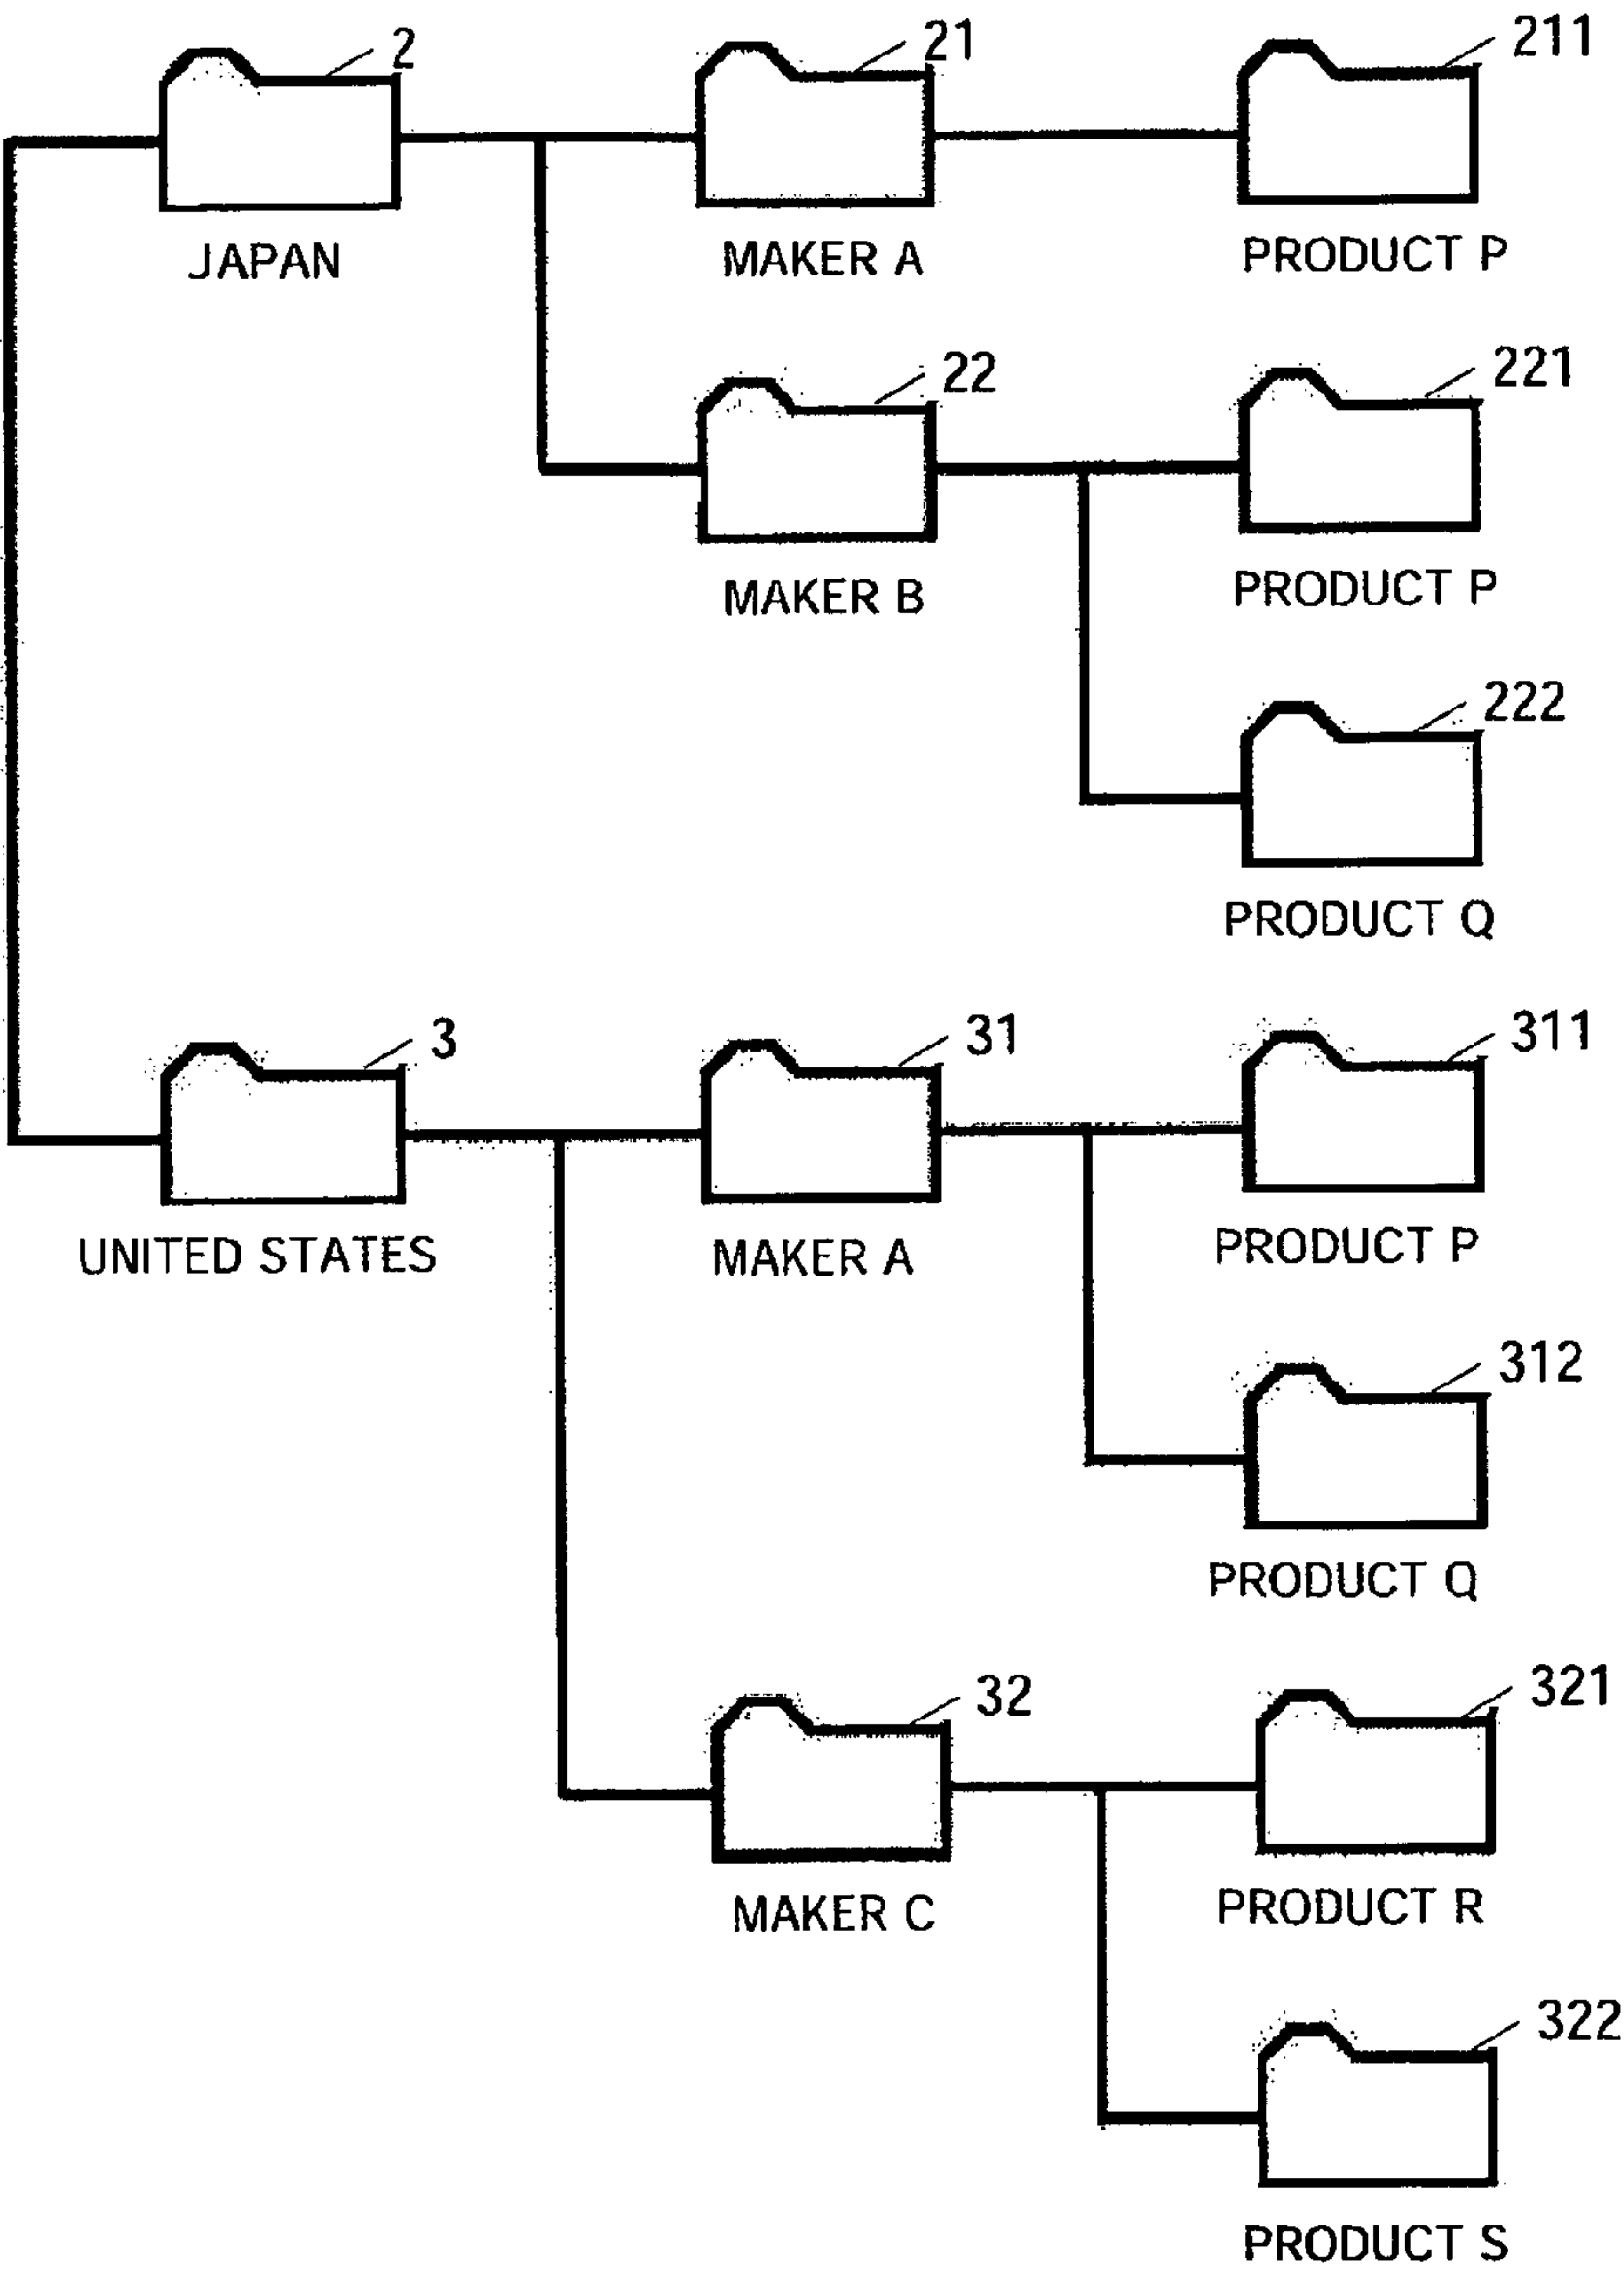 2
21
211
JAPAN
MAKER A
PRODUCT P
22
221
MAKER B
PRODUCT P
222
PRODUCT Q
3
31
311
UNITED STATES
MAKER A
PRODUCT P
312
PRODUCT Q
32
321
MAKER C
PRODUCT R
322
PRODUCT S